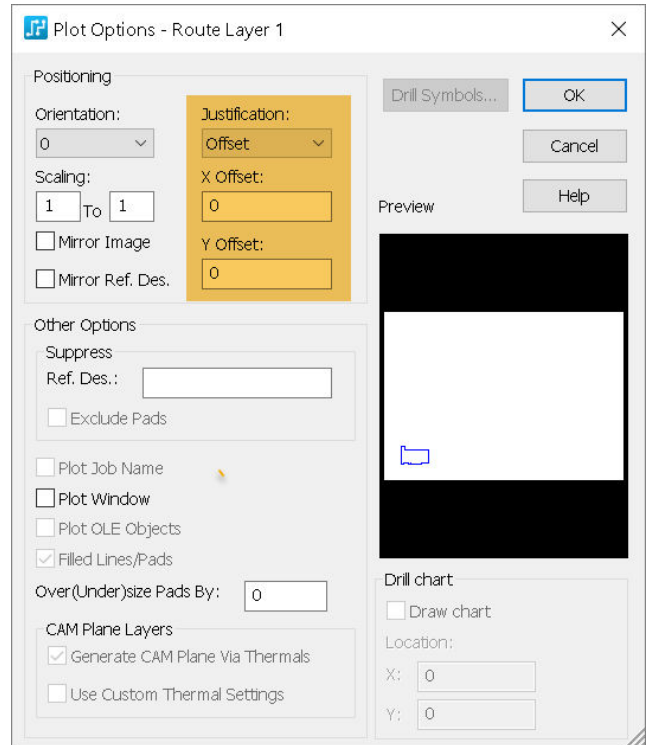 Plot Options - Route Layer 1
Positioning
Orientation:
0
Scaling:
1 To 1
Mirror Image
Mirror Ref. Des.
Justification:
Offset
X Offset:
0
Y Offset:
0
Drill Symbols...
OK
Cancel
Help
Preview
Other Options
Suppress
Ref. Des.:
Exclude Pads
Plot Job Name
Plot Window
Plot OLE Objects
Filled Lines/Pads
Over(Under)size Pads By: 0
CAM Plane Layers
Generate CAM Plane Via Thermals
Use Custom Thermal Settings
Drill chart
Draw chart
Location:
X: 0
Y: 0